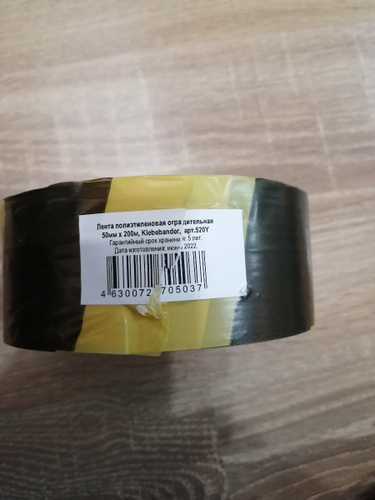 Лента полиэтиленовая оградительная
50мм x 200м, Klebebander, арт.520Y
Гарантийный срок хранения: 5 лет.
Дата изготовления: июнь 2022.
4 630072 705037